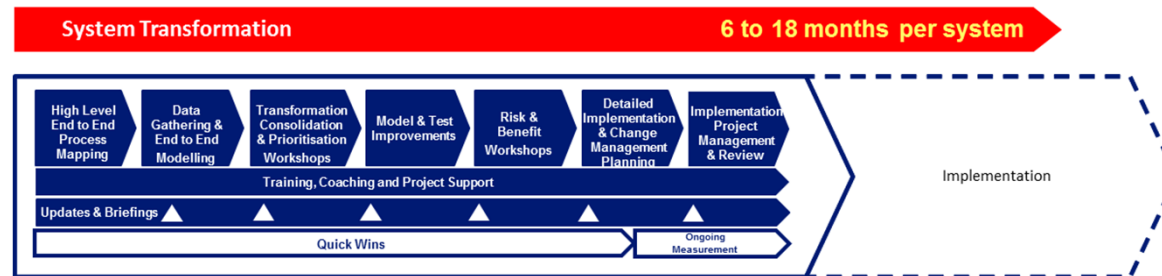 System Transformation
6 to 18 months per system
High Level
End to End
Process
Mapping
Data
Gathering &
End to End
Modelling
Transformation
Consolidation
& Prioritisation
Workshops
Model & Test
Improvements
Risk &
Benefit
Workshops
Detailed
Implementation
& Change
Management
Planning
Implementation
Project
Management
& Review
Implementation
Training, Coaching and Project Support
Updates & Briefings
Quick Wins
Ongoing
Measurement